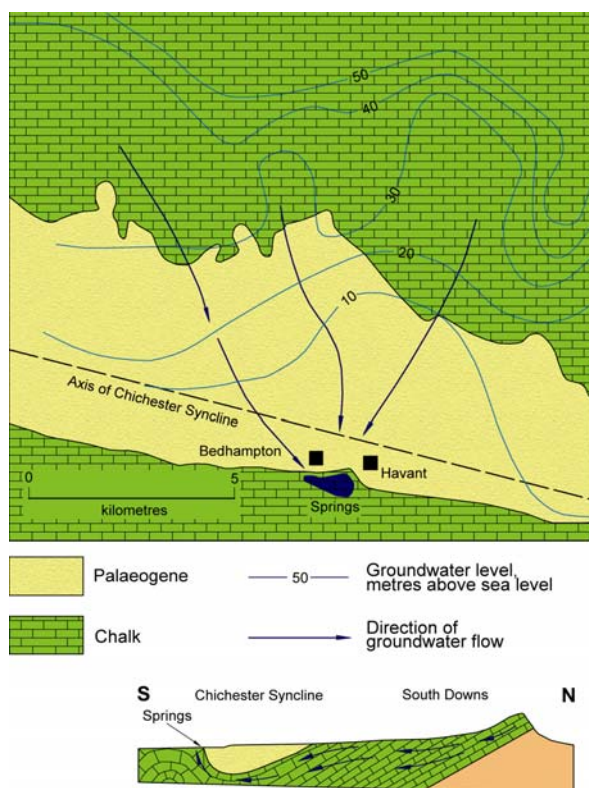 50
40
30
20
10
Axis of Chichester Syncline
Bedhampton
Havant
0 5
kilometres
Springs
Palaeogene
50
Groundwater level,
metres above sea level
Chalk
Direction of
groundwater flow
S
Chichester Syncline
South Downs
N
Springs